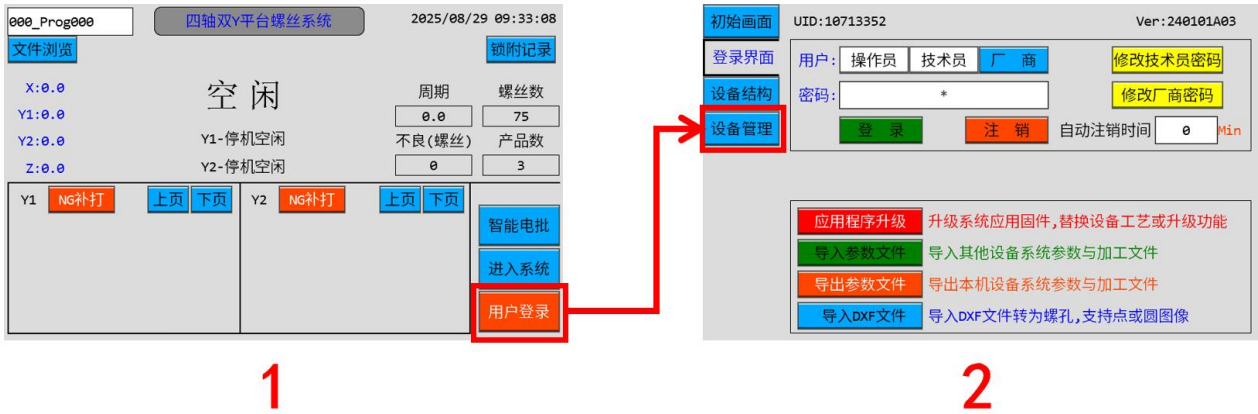 000_Prog000
四轴双Y平台螺丝系统
2025/08/29 09:33:08
文件浏览
锁附记录
X:0.0
Y1:0.0
Y2:0.0
Z:0.0
空闲
Y1-停机空闲
Y2-停机空闲
周期
螺丝数
0.0
75
不良(螺丝)
产品数
0
3
Y1
NG补打
上页
下页
Y2
NG补打
上页
下页
智能电批
进入系统
用户登录
1
初始画面
登录界面
设备结构
设备管理
UID:10713352
Ver:240101A03
用户:
操作员
技术员
厂 商
修改技术员密码
密码:
*
修改厂商密码
登 录
注 销
自动注销时间
0
Min
应用程序升级
升级系统应用固件,替换设备工艺或升级功能
导入参数文件
导入其他设备系统参数与加工文件
导出参数文件
导出本机设备系统参数与加工文件
导入DXF文件
导入DXF文件转为螺孔,支持点或圆图像
2